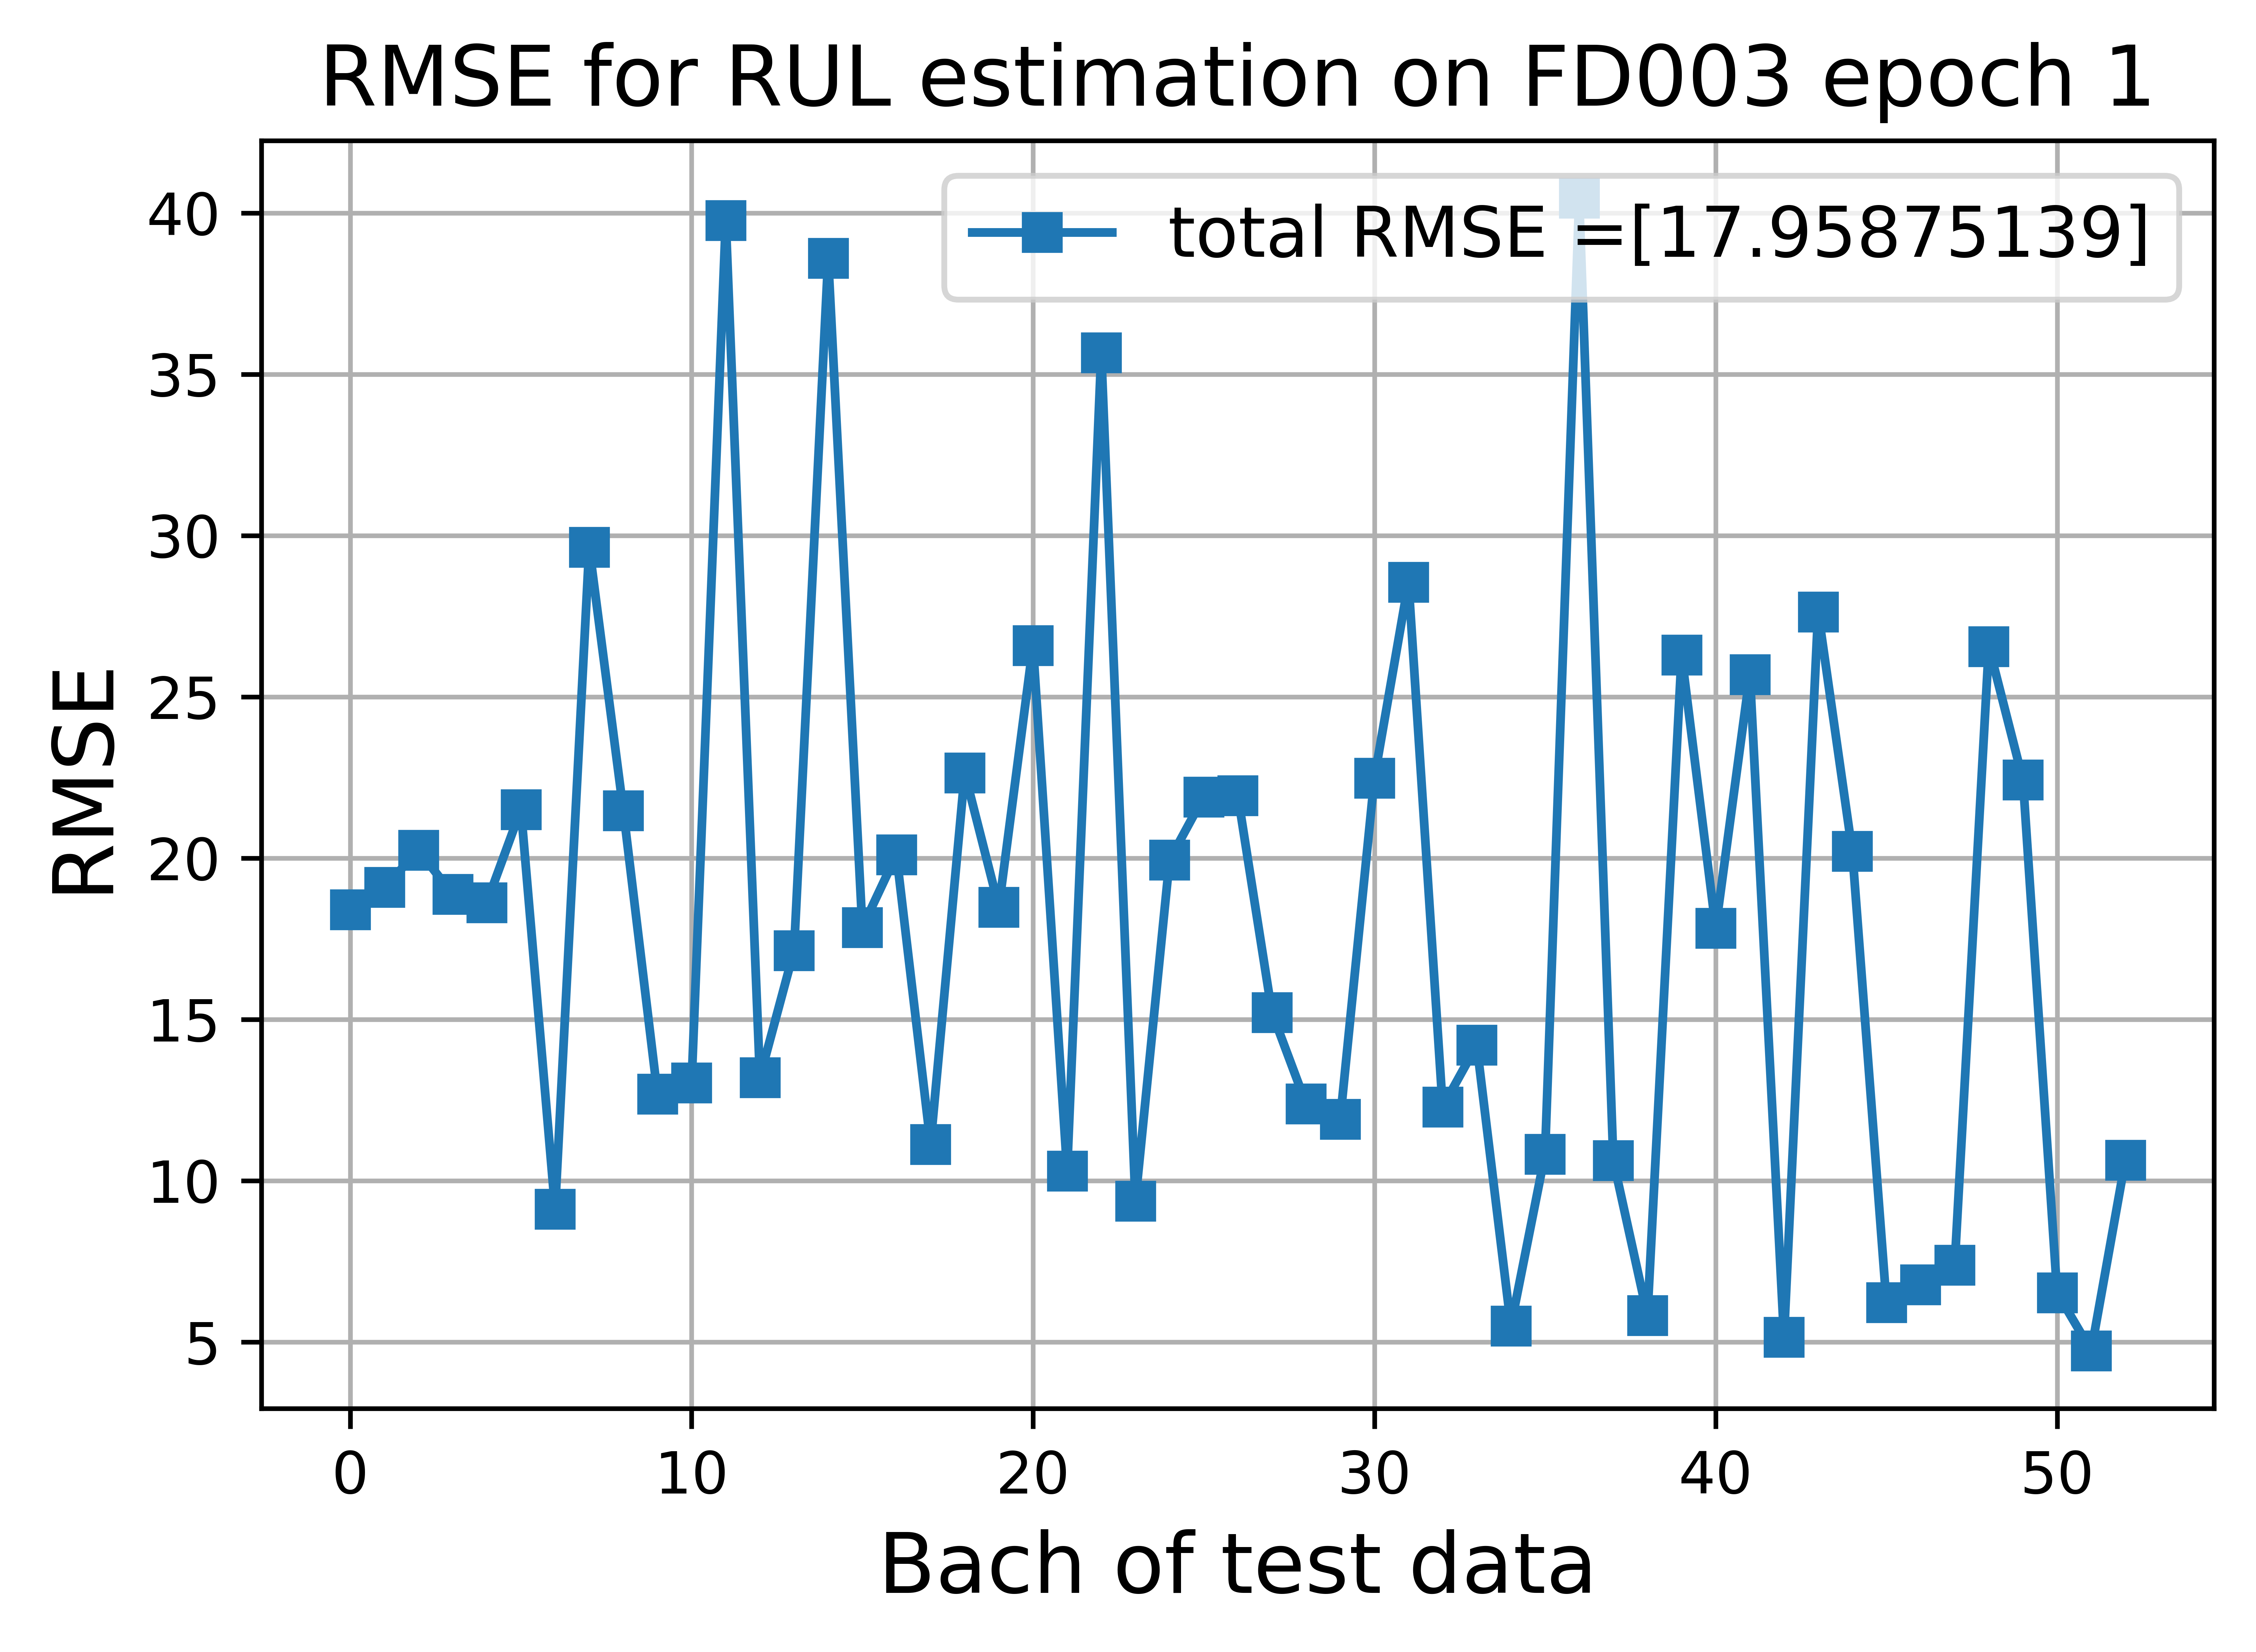 RMSE for RUL estimation on FD003 epoch 1
total RMSE =[17.95875139]
RMSE
40
35
30
25
20
15
10
5
0 10 20 30 40 50
Bach of test data